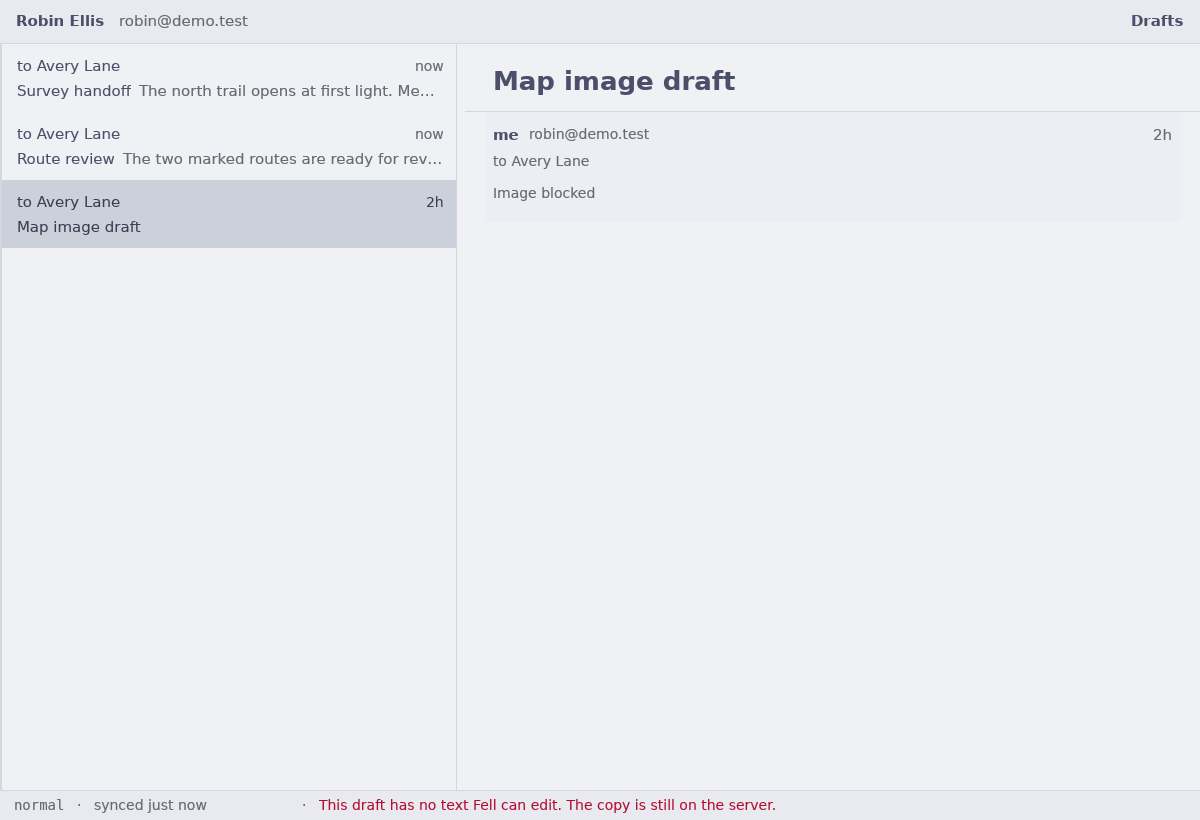 Robin Ellis robin@demo.test Drafts
to Avery Lane now
Survey handoff The north trail opens at first light. Me…
to Avery Lane now
Route review The two marked routes are ready for rev…
to Avery Lane 2h
Map image draft
Map image draft
me robin@demo.test 2h
to Avery Lane
Image blocked
normal · synced just now · This draft has no text Fell can edit. The copy is still on the server.